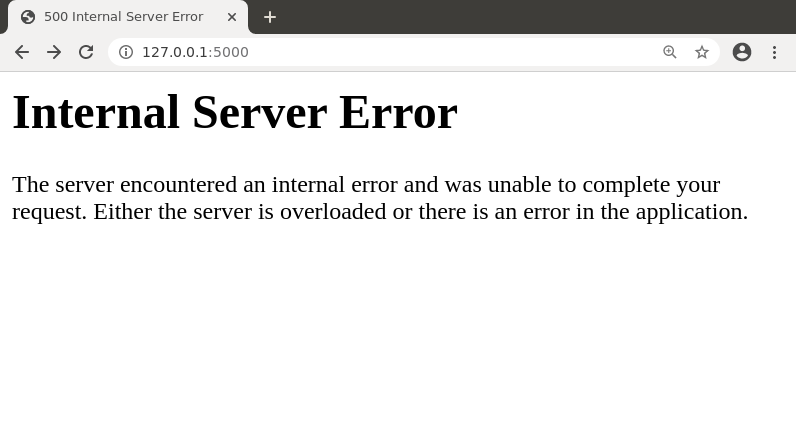 500 Internal Server Error
127.0.0.1:5000
Internal Server Error
The server encountered an internal error and was unable to complete your
request. Either the server is overloaded or there is an error in the application.